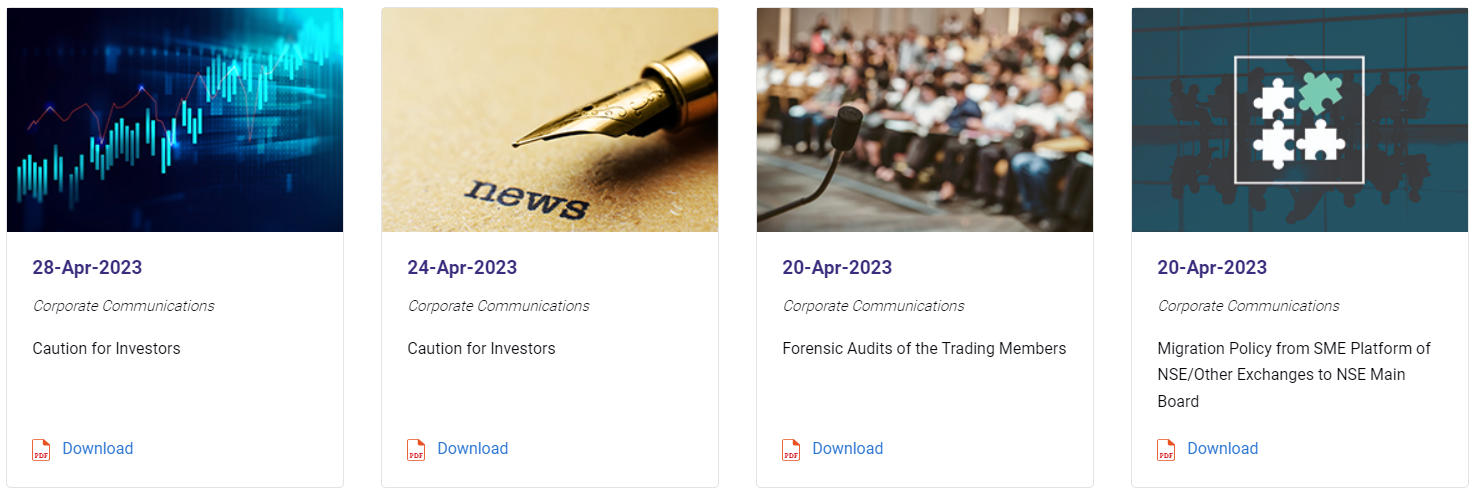 news
28-Apr-2023
Corporate Communications
Caution for Investors
PDF
Download
24-Apr-2023
Corporate Communications
Caution for Investors
PDF
Download
20-Apr-2023
Corporate Communications
Forensic Audits of the Trading Members
PDF
Download
20-Apr-2023
Corporate Communications
Migration Policy from SME Platform of
NSE/Other Exchanges to NSE Main
Board
PDF
Download